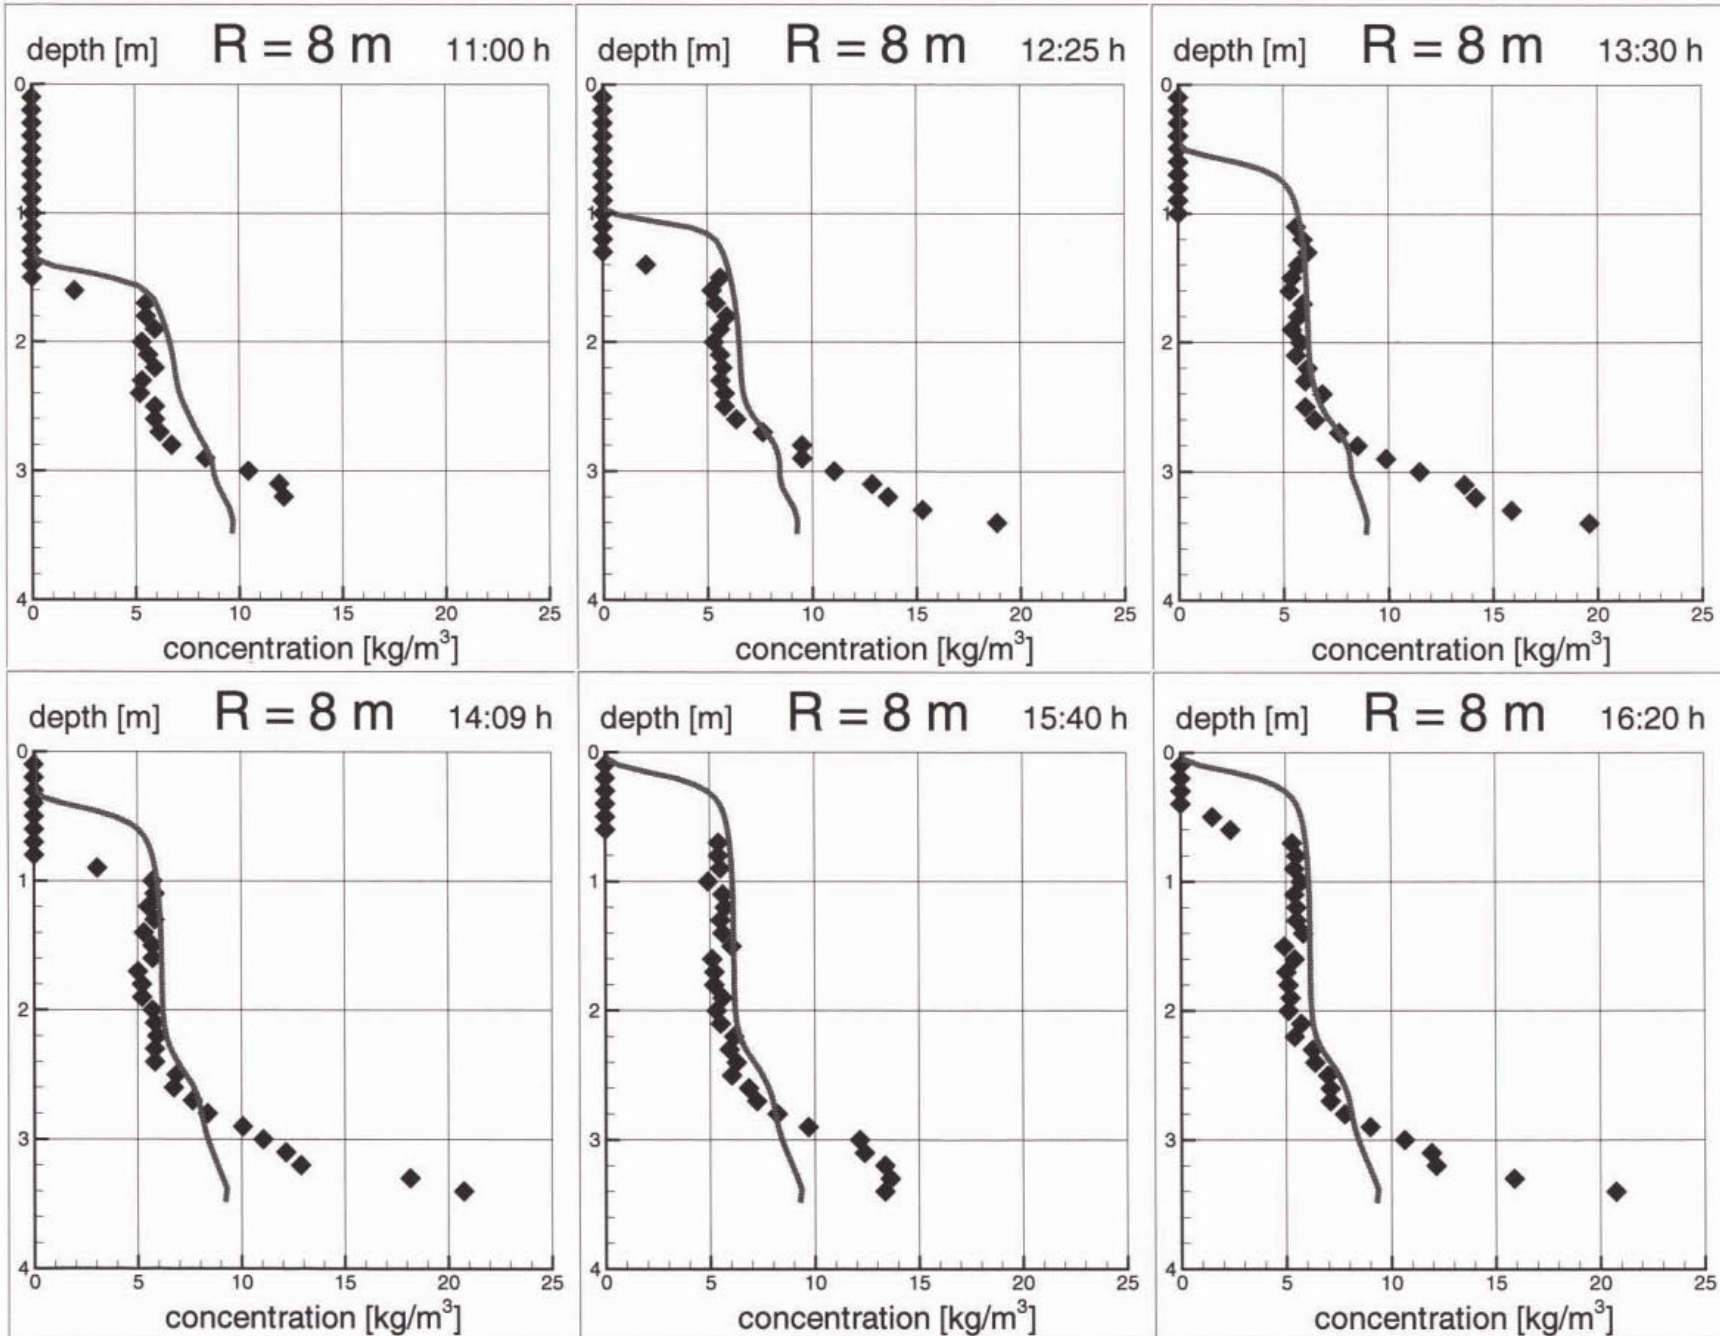 depth [m] R = 8 m 11:00 h
0
1
2
3
4
0 5 10 15 20 25
concentration [kg/m³]
depth [m] R = 8 m 12:25 h
0
1
2
3
4
0 5 10 15 20 25
concentration [kg/m³]
depth [m] R = 8 m 13:30 h
0
1
2
3
4
0 5 10 15 20 25
concentration [kg/m³]
depth [m] R = 8 m 14:09 h
0
1
2
3
4
0 5 10 15 20 25
concentration [kg/m³]
depth [m] R = 8 m 15:40 h
0
1
2
3
4
0 5 10 15 20 25
concentration [kg/m³]
depth [m] R = 8 m 16:20 h
0
1
2
3
4
0 5 10 15 20 25
concentration [kg/m³]